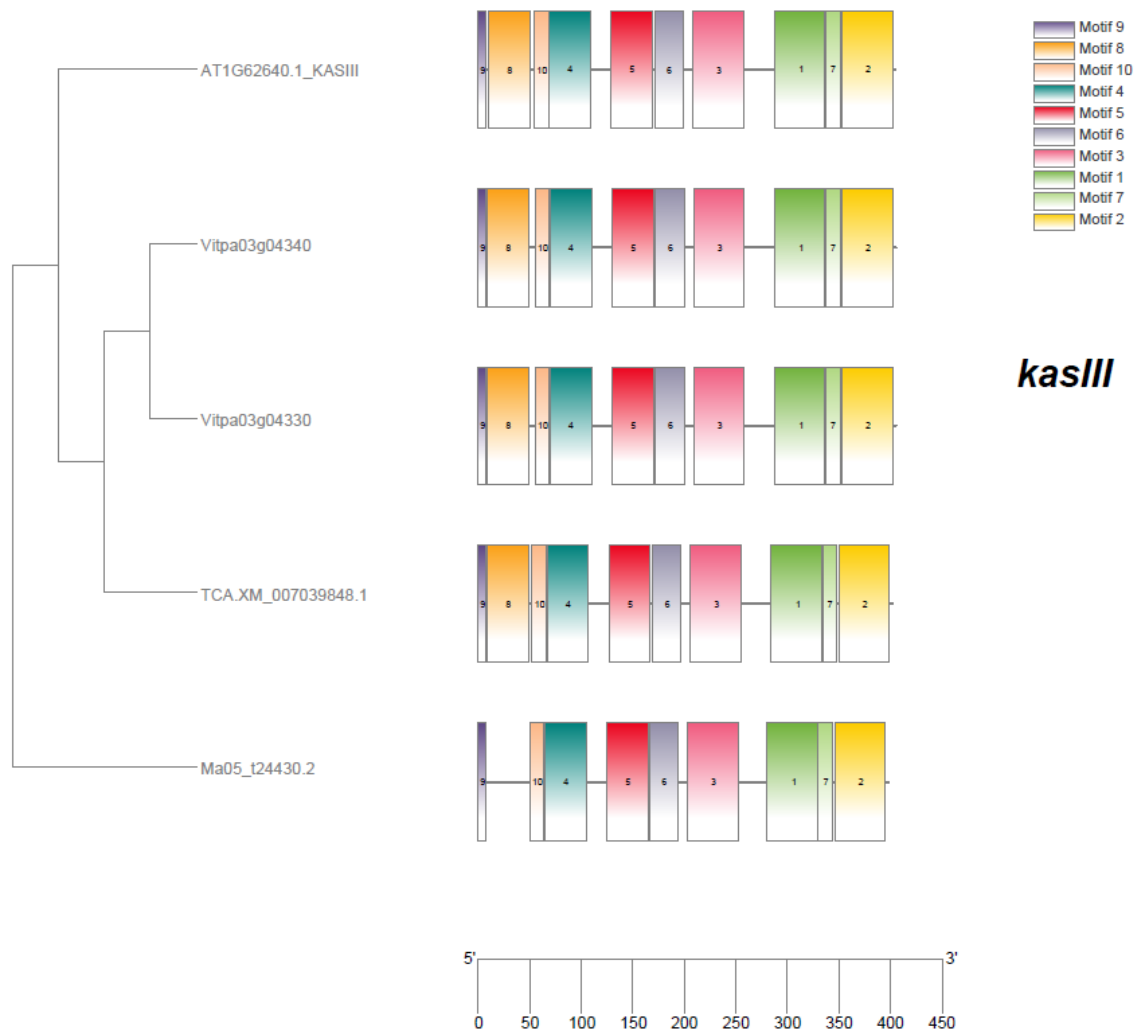 AT1G62640.1_KASIII
9 8 10 4 5 6 3 1 7 2
Vitpa03g04340
9 8 10 4 5 6 3 1 7 2
Vitpa03g04330
9 8 10 4 5 6 3 1 7 2
TCA.XM_007039848.1
9 8 10 4 5 6 3 1 7 2
Ma05_t24430.2
9 10 4 5 6 3 1 7 2
Motif 9
Motif 8
Motif 10
Motif 4
Motif 5
Motif 6
Motif 3
Motif 1
Motif 7
Motif 2
kasIII
5' 3'
0 50 100 150 200 250 300 350 400 450